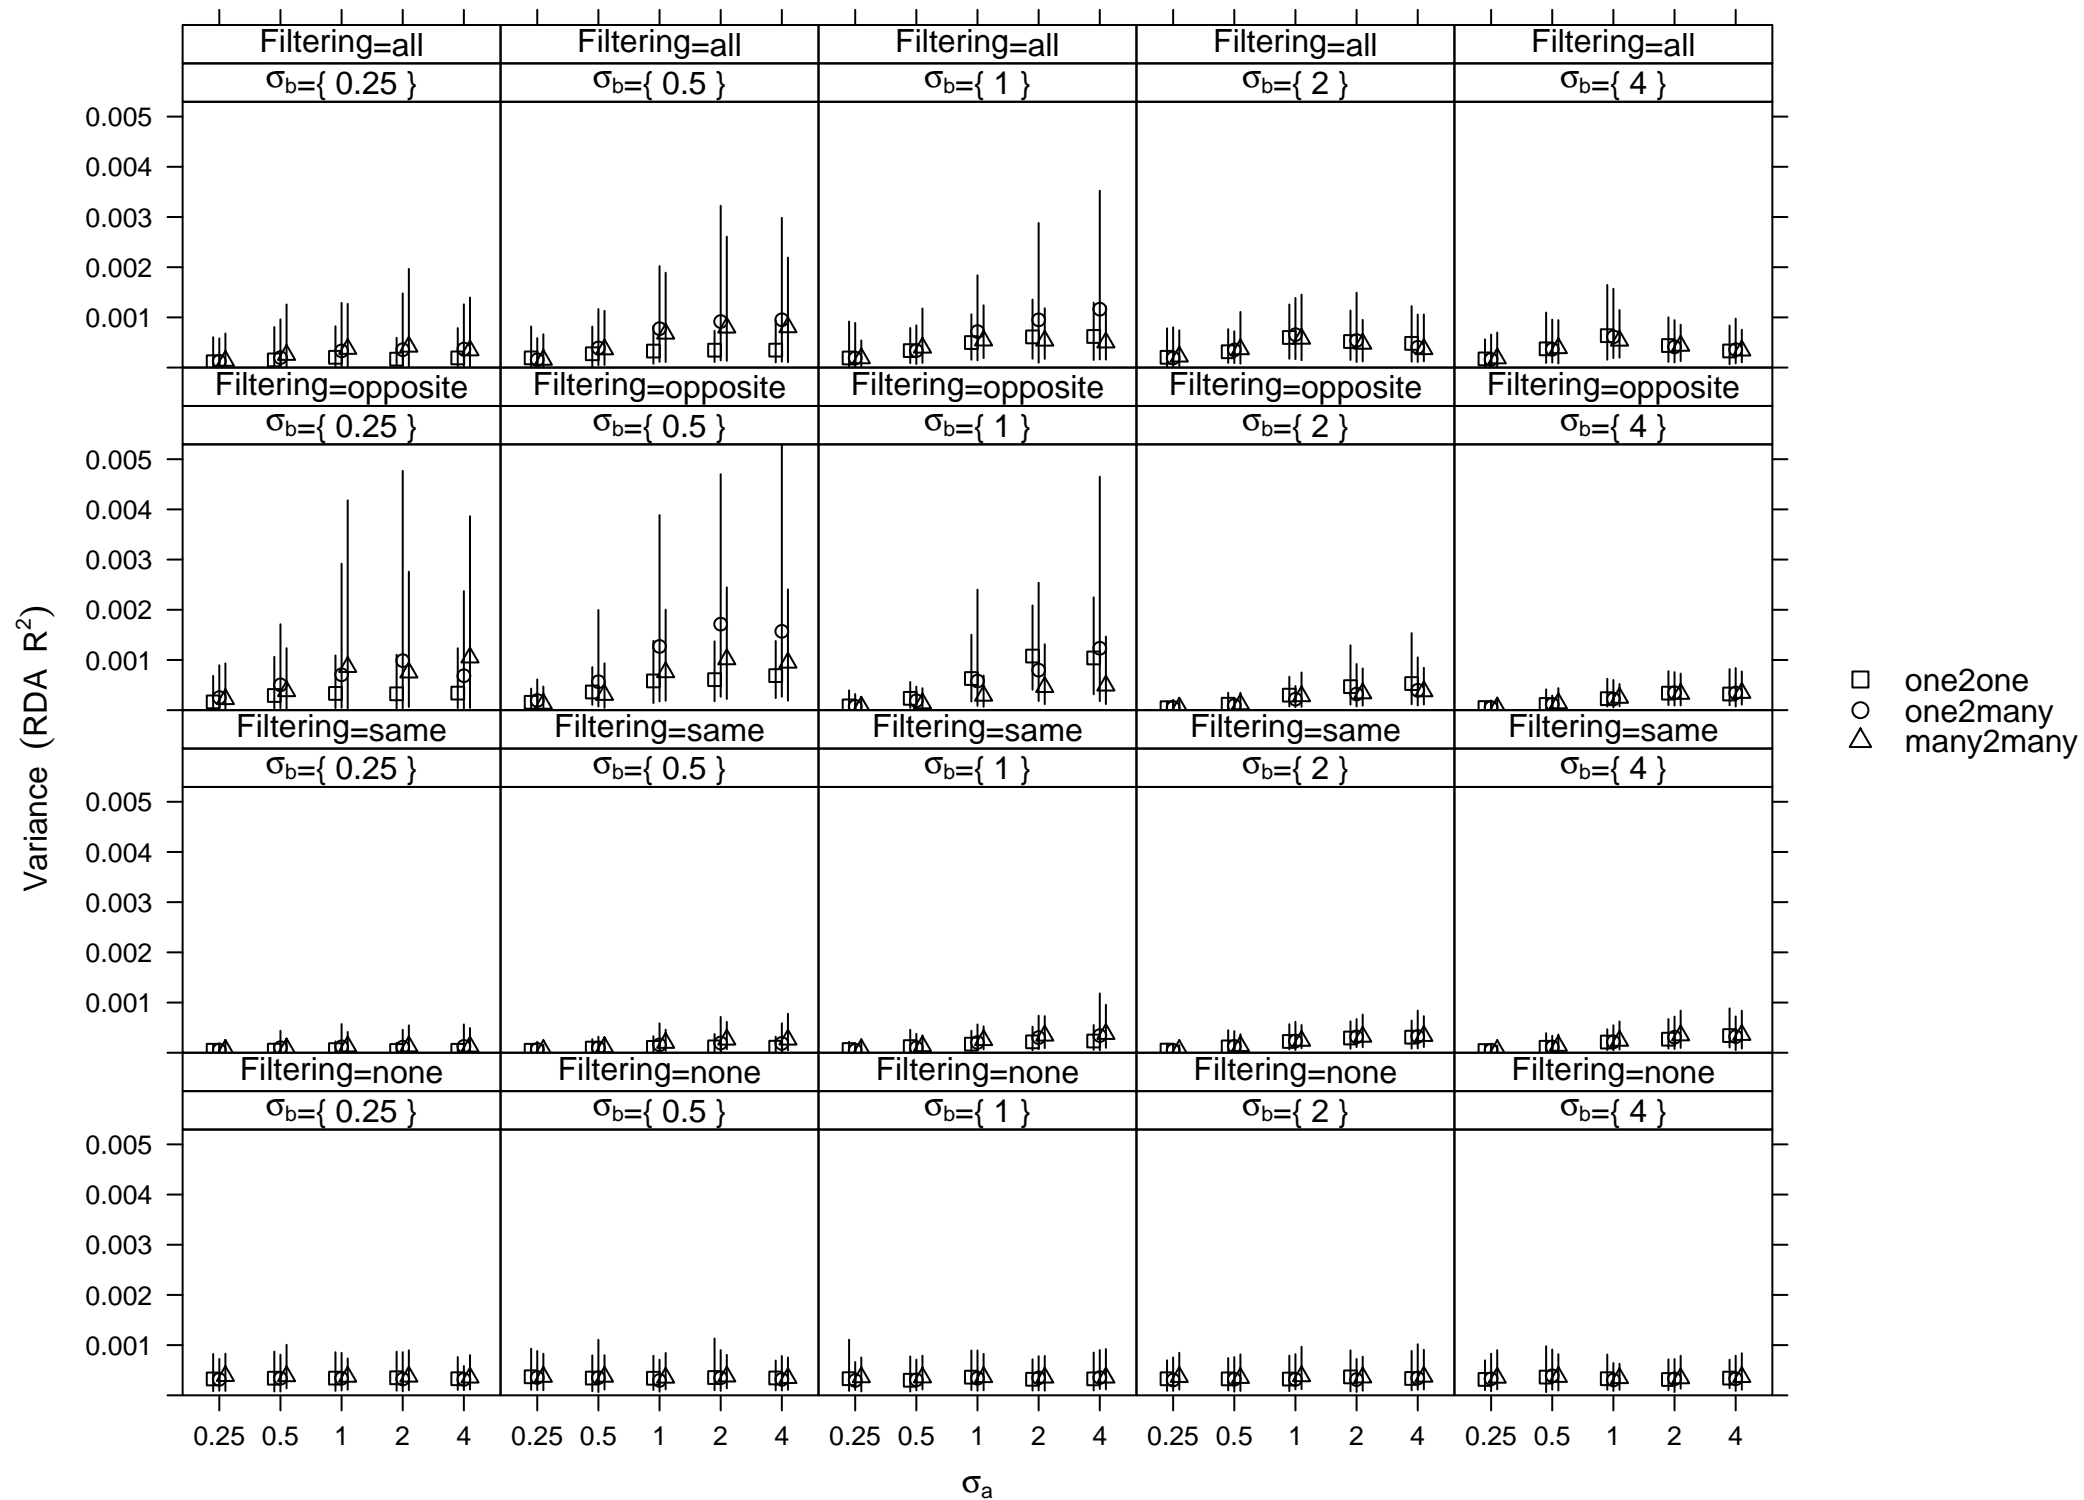 Filtering=all Filtering=all Filtering=all Filtering=all Filtering=all
σb={ 0.25 } σb={ 0.5 } σb={ 1 } σb={ 2 } σb={ 4 }
0.005
0.004
0.003
0.002
0.001
Filtering=opposite Filtering=opposite Filtering=opposite Filtering=opposite Filtering=opposite
σb={ 0.25 } σb={ 0.5 } σb={ 1 } σb={ 2 } σb={ 4 }
0.005
0.004
0.003
0.002
0.001
Filtering=same Filtering=same Filtering=same Filtering=same Filtering=same
σb={ 0.25 } σb={ 0.5 } σb={ 1 } σb={ 2 } σb={ 4 }
0.005
0.004
0.003
0.002
0.001
Filtering=none Filtering=none Filtering=none Filtering=none Filtering=none
σb={ 0.25 } σb={ 0.5 } σb={ 1 } σb={ 2 } σb={ 4 }
0.005
0.004
0.003
0.002
0.001
0.25 0.5 1 2 4 0.25 0.5 1 2 4 0.25 0.5 1 2 4 0.25 0.5 1 2 4 0.25 0.5 1 2 4
σa
Variance (RDA R²)
one2one
one2many
many2many